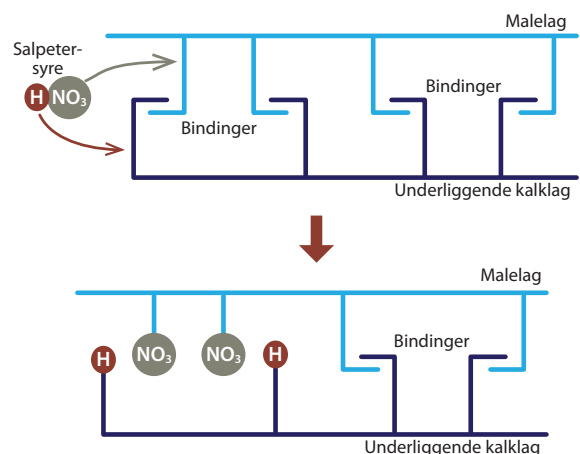 Malelag
Salpeter-
syre
H NO₃
Bindinger
Bindinger
Underliggende kalklag
Malelag
H NO₃ NO₃ H
Bindinger
Underliggende kalklag